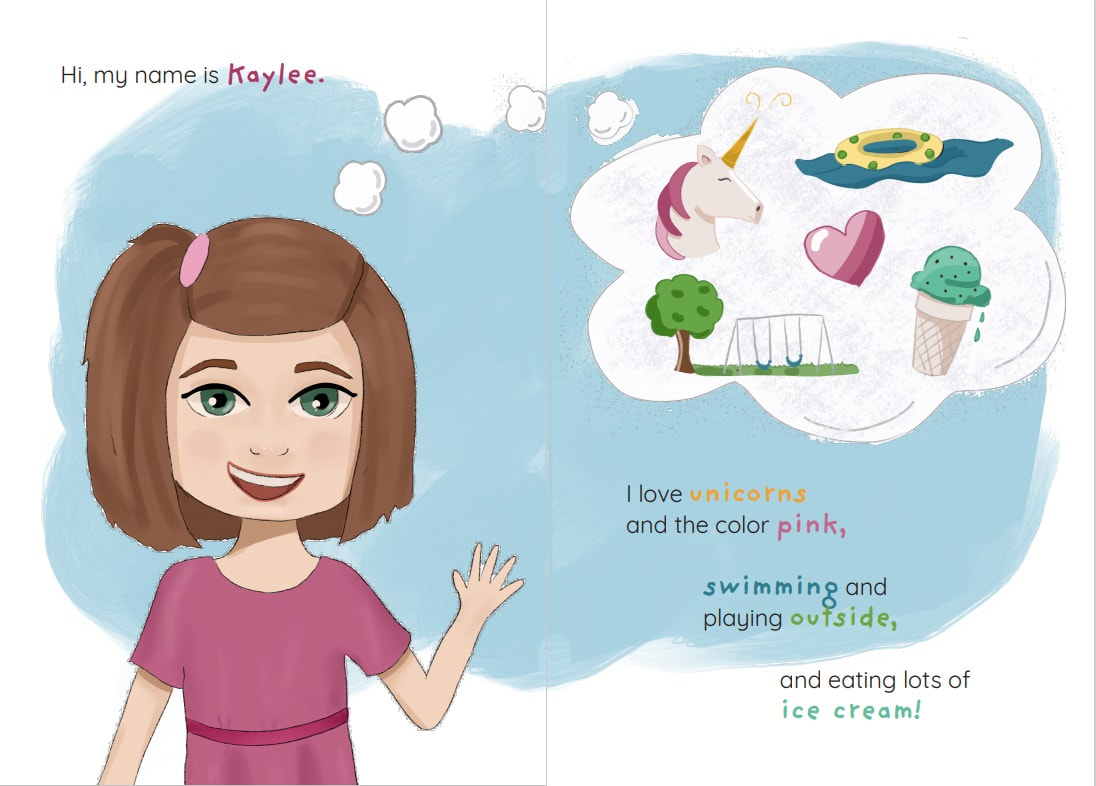 Hi, my name is Kaylee.
I love unicorns
and the color pink,
swimming and
playing outside,
and eating lots of
ice cream!